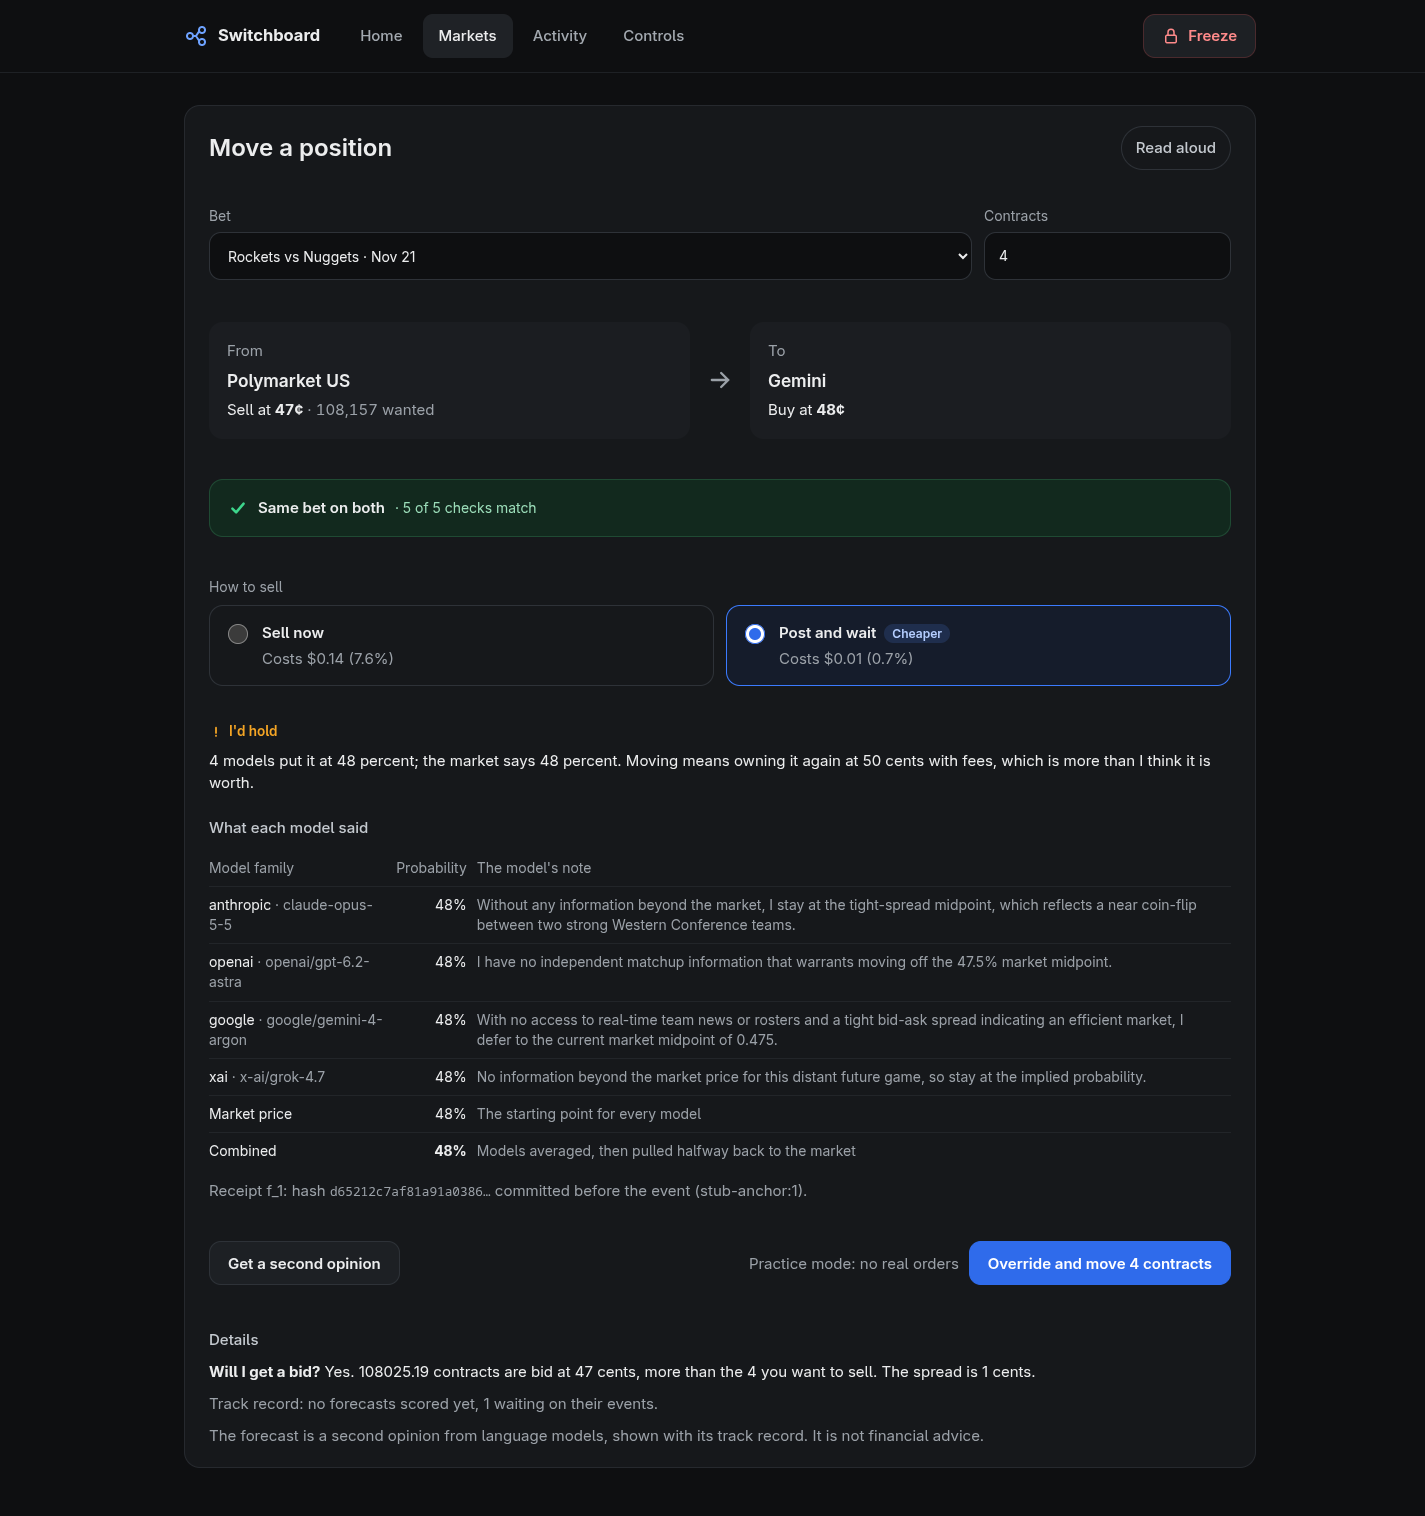 Switchboard
Home
Markets
Activity
Controls
Freeze
Move a position
Read aloud
Bet
Contracts
Rockets vs Nuggets · Nov 21
4
From
Polymarket US
Sell at 47¢ · 108,157 wanted
To
Gemini
Buy at 48¢
Same bet on both · 5 of 5 checks match
How to sell
Sell now
Costs $0.14 (7.6%)
Post and wait Cheaper
Costs $0.01 (0.7%)
! I'd hold
4 models put it at 48 percent; the market says 48 percent. Moving means owning it again at 50 cents with fees, which is more than I think it is
worth.
What each model said
Model family Probability The model's note
anthropic · claude-opus-
5-5
48%
Without any information beyond the market, I stay at the tight-spread midpoint, which reflects a near coin-flip
between two strong Western Conference teams.
openai · openai/gpt-6.2-
astra
48%
I have no independent matchup information that warrants moving off the 47.5% market midpoint.
google · google/gemini-4-
argon
48%
With no access to real-time team news or rosters and a tight bid-ask spread indicating an efficient market, I
defer to the current market midpoint of 0.475.
xai · x-ai/grok-4.7
48%
No information beyond the market price for this distant future game, so stay at the implied probability.
Market price
48%
The starting point for every model
Combined
48%
Models averaged, then pulled halfway back to the market
Receipt f_1: hash d65212c7af81a91a0386… committed before the event (stub-anchor:1).
Get a second opinion
Practice mode: no real orders
Override and move 4 contracts
Details
Will I get a bid? Yes. 108025.19 contracts are bid at 47 cents, more than the 4 you want to sell. The spread is 1 cents.
Track record: no forecasts scored yet, 1 waiting on their events.
The forecast is a second opinion from language models, shown with its track record. It is not financial advice.